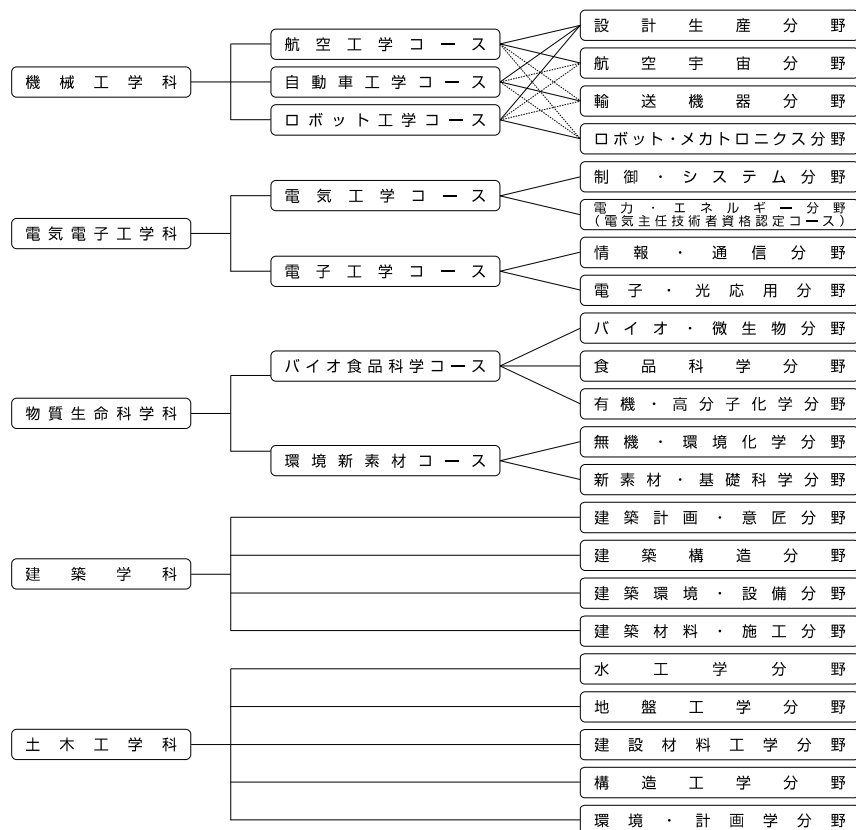 機械工学科
航空工学コース
自動車工学コース
ロボット工学コース
設計生産分野
航空宇宙分野
輸送機器分野
ロボット・メカトロニクス分野
電気電子工学科
電気工学コース
電子工学コース
制御・システム分野
電力・エネルギー分野
(電気主任技術者資格認定コース)
情報・通信分野
電子・光応用分野
物質生命科学科
バイオ食品科学コース
環境新素材コース
バイオ・微生物分野
食品科学分野
有機・高分子化学分野
無機・環境化学分野
新素材・基礎科学分野
建築学科
建築計画・意匠分野
建築構造分野
建築環境・設備分野
建築材料・施工分野
土木工学科
水工学分野
地盤工学分野
建設材料工学分野
構造工学分野
環境・計画学分野